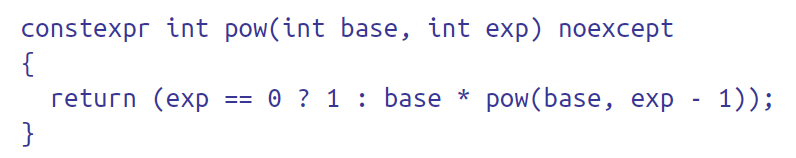 constexpr int pow(int base, int exp) noexcept
{
  return (exp == 0 ? 1 : base * pow(base, exp - 1));
}